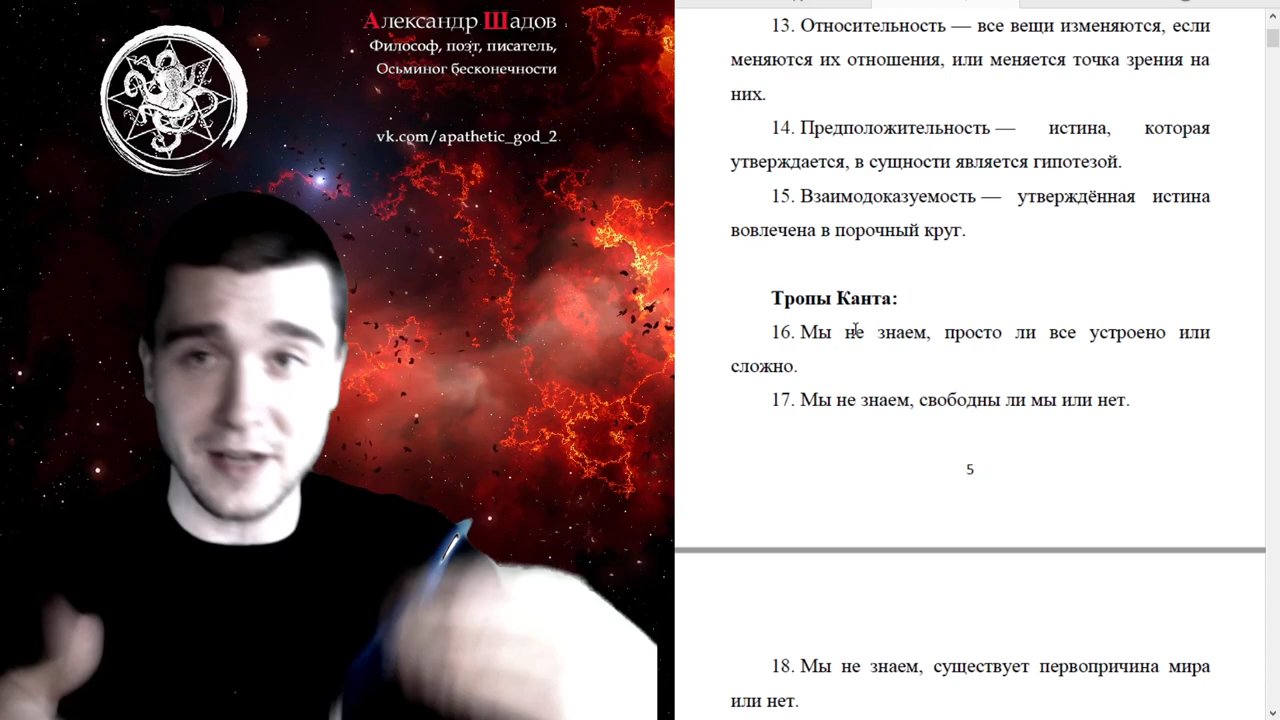 Александр Шадов
Философ, поэт, писатель,
Осьминог бесконечности
vk.com/apathetic_god_2
13. Относительность — все вещи изменяются, если
меняются их отношения, или меняется точка зрения на
них.
14. Предположительность — истина, которая
утверждается, в сущности является гипотезой.
15. Взаимодоказуемость — утверждённая истина
вовлечена в порочный круг.
Тропы Канта:
16. Мы не знаем, просто ли все устроено или
сложно.
17. Мы не знаем, свободны ли мы или нет.
5
18. Мы не знаем, существует первопричина мира
или нет.